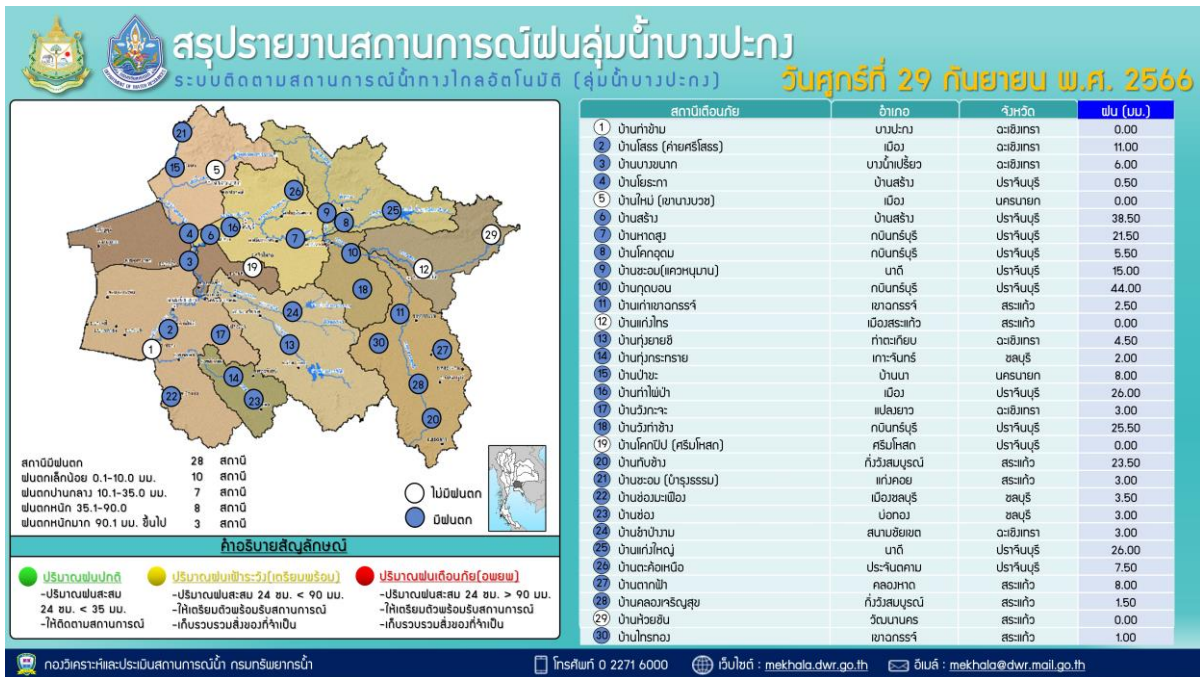 สรุปรายงานสถานการณ์ฝนลุ่มน้ำบางปะกง
ระบบติดตามสถานการณ์น้ำทางไกลอัตโนมัติ (ลุ่มน้ำบางปะกง)
วันศุกร์ที่ 29 กันยายน พ.ศ. 2566
สถานีเตือนภัย อำเภอ จังหวัด ฝน (มม.)
1 บ้านท่าข้าม บางปะกง ฉะเชิงเทรา 0.00
2 บ้านโสธร (ค่ายศรีโสธร) เมือง ฉะเชิงเทรา 11.00
3 บ้านบางขนาก บางน้ำเปรี้ยว ฉะเชิงเทรา 6.00
4 บ้านโยธะกา บ้านสร้าง ปราจีนบุรี 0.50
5 บ้านใหม่ (เขานางบวช) เมือง นครนายก 0.00
6 บ้านสร้าง บ้านสร้าง ปราจีนบุรี 38.50
7 บ้านหาดสูง กบินทร์บุรี ปราจีนบุรี 21.50
8 บ้านโคกอุดม กบินทร์บุรี ปราจีนบุรี 5.50
9 บ้านชะอม(แควหนุมาน) นาดี ปราจีนบุรี 15.00
10 บ้านกุดบอน กบินทร์บุรี ปราจีนบุรี 44.00
11 บ้านเก่าเขาฉกรรจ์ เขาฉกรรจ์ สระแก้ว 2.50
12 บ้านแก่งไทร เมืองสระแก้ว สระแก้ว 0.00
13 บ้านทุ่งยายชี ท่าตะเกียบ ฉะเชิงเทรา 4.50
14 บ้านทุ่งกระทราย เกาะจันทร์ ชลบุรี 2.00
15 บ้านป่าขะ บ้านนา นครนายก 8.00
16 บ้านท่าไผ่ป่า เมือง ปราจีนบุรี 26.00
17 บ้านวังกะจะ แปลงยาว ฉะเชิงเทรา 3.00
18 บ้านวังท่าช้าง กบินทร์บุรี ปราจีนบุรี 25.50
19 บ้านโคกปีป (ศรีมโหสถ) ศรีมโหสถ ปราจีนบุรี 0.00
20 บ้านทับช้าง กิ่งวังสมบูรณ์ สระแก้ว 23.50
21 บ้านชะอม (บำรุงธรรม) แก่งคอย สระแก้ว 3.00
22 บ้านช่องมะเฟือง เมืองชลบุรี ชลบุรี 3.50
23 บ้านช่อง บ่อทอง ชลบุรี 3.00
24 บ้านชำป่างาม สนามชัยเขต ฉะเชิงเทรา 3.00
25 บ้านแก่งใหญ่ นาดี ปราจีนบุรี 26.00
26 บ้านตะค้อเหนือ ประจันตคาม ปราจีนบุรี 7.50
27 บ้านตากฟ้า คลองหาด สระแก้ว 8.00
28 บ้านคลองเจริญสุข กิ่งวังสมบูรณ์ สระแก้ว 1.50
29 บ้านห้วยชัน วัฒนานคร สระแก้ว 0.00
30 บ้านไทรทอง เขาฉกรรจ์ สระแก้ว 1.00
สถานีมีฝนตก 28 สถานี
ฝนตกเล็กน้อย 0.1-10.0 มม. 10 สถานี
ฝนตกปานกลาง 10.1-35.0 มม. 7 สถานี
ฝนตกหนัก 35.1-90.0 8 สถานี
ฝนตกหนักมาก 90.1 มม. ขึ้นไป 3 สถานี
ไม่มีฝนตก
มีฝนตก
คำอธิบายสัญลักษณ์
ปริมาณฝนปกติ
-ปริมาณฝนสะสม
24 ชม. < 35 มม.
-ให้ติดตามสถานการณ์
ปริมาณฝนเฝ้าระวัง(เตรียมพร้อม)
-ปริมาณฝนสะสม 24 ชม. < 90 มม.
-ให้เตรียมตัวพร้อมรับสถานการณ์
-เก็บรวบรวมสิ่งของที่จำเป็น
ปริมาณฝนเตือนภัย(อพยพ)
-ปริมาณฝนสะสม 24 ชม. > 90 มม.
-ให้เตรียมตัวพร้อมรับสถานการณ์
-เก็บรวบรวมสิ่งของที่จำเป็น
กองวิเคราะห์และประเมินสถานการณ์น้ำ กรมทรัพยากรน้ำ
โทรศัพท์ 0 2271 6000
เว็บไซต์ : mekhala.dwr.go.th
อีเมล์ : mekhala@dwr.mail.go.th